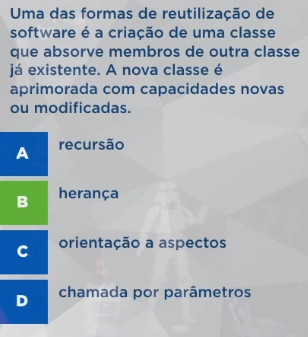 Uma das formas de reutilização de
software é a criação de uma classe
que absorve membros de outra classe
já existente. A nova classe é
aprimorada com capacidades novas
ou modificadas.
A recursão
B herança
C orientação a aspectos
D chamada por parâmetros